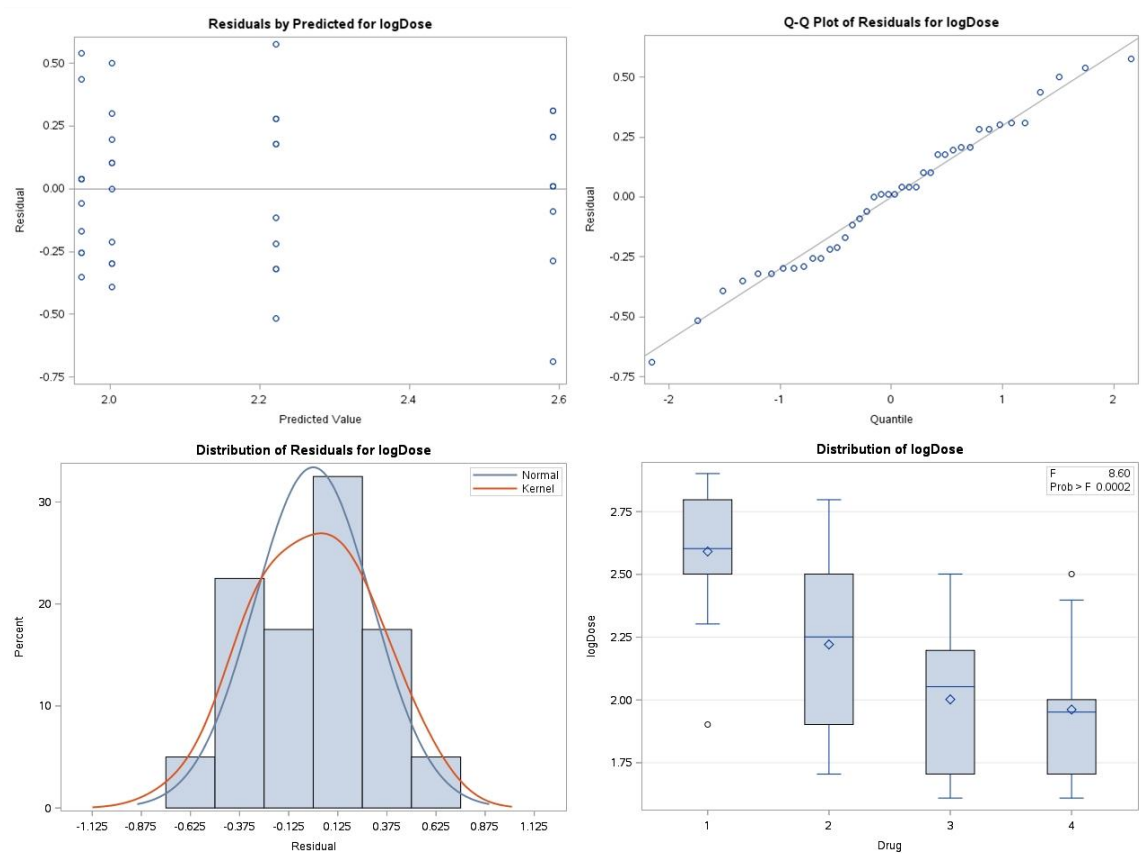 Residuals by Predicted for logDose
0.50
0.25
0.00
-0.25
-0.50
-0.75
Residual
2.0 2.2 2.4 2.6
Predicted Value
Q-Q Plot of Residuals for logDose
0.50
0.25
0.00
-0.25
-0.50
-0.75
Residual
-2 -1 0 1 2
Quantile
Distribution of Residuals for logDose
Normal
Kernel
30
20
10
0
Percent
-1.125 -0.875 -0.625 -0.375 -0.125 0.125 0.375 0.625 0.875 1.125
Residual
Distribution of logDose
F 8.60
Prob > F 0.0002
2.75
2.50
2.25
2.00
1.75
logDose
1 2 3 4
Drug